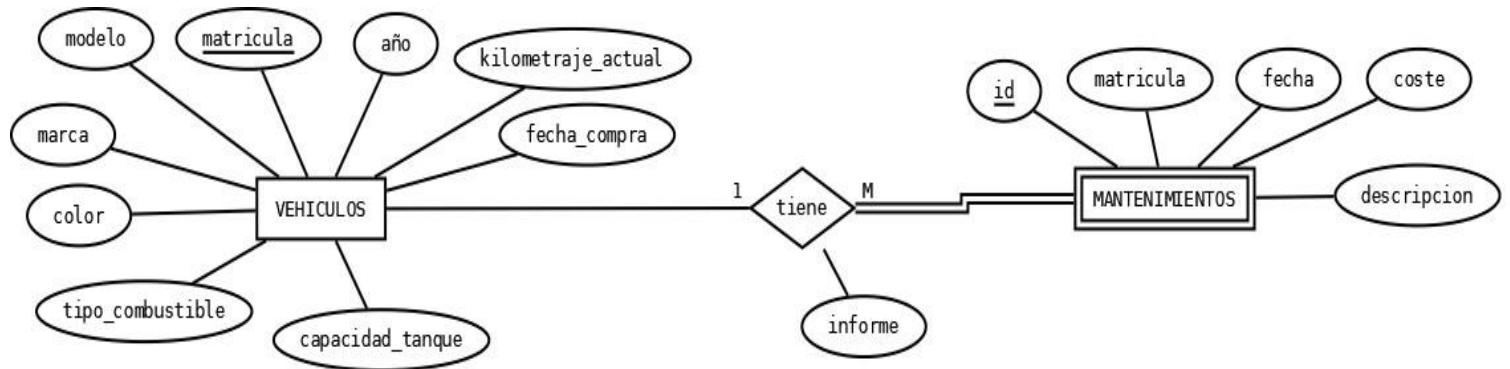 modelo
matricula
año
kilometraje_actual
marca
fecha_compra
color
VEHICULOS
tipo_combustible
capacidad_tanque
1
tiene
M
informe
id
matricula
fecha
coste
MANTENIMIENTOS
descripcion